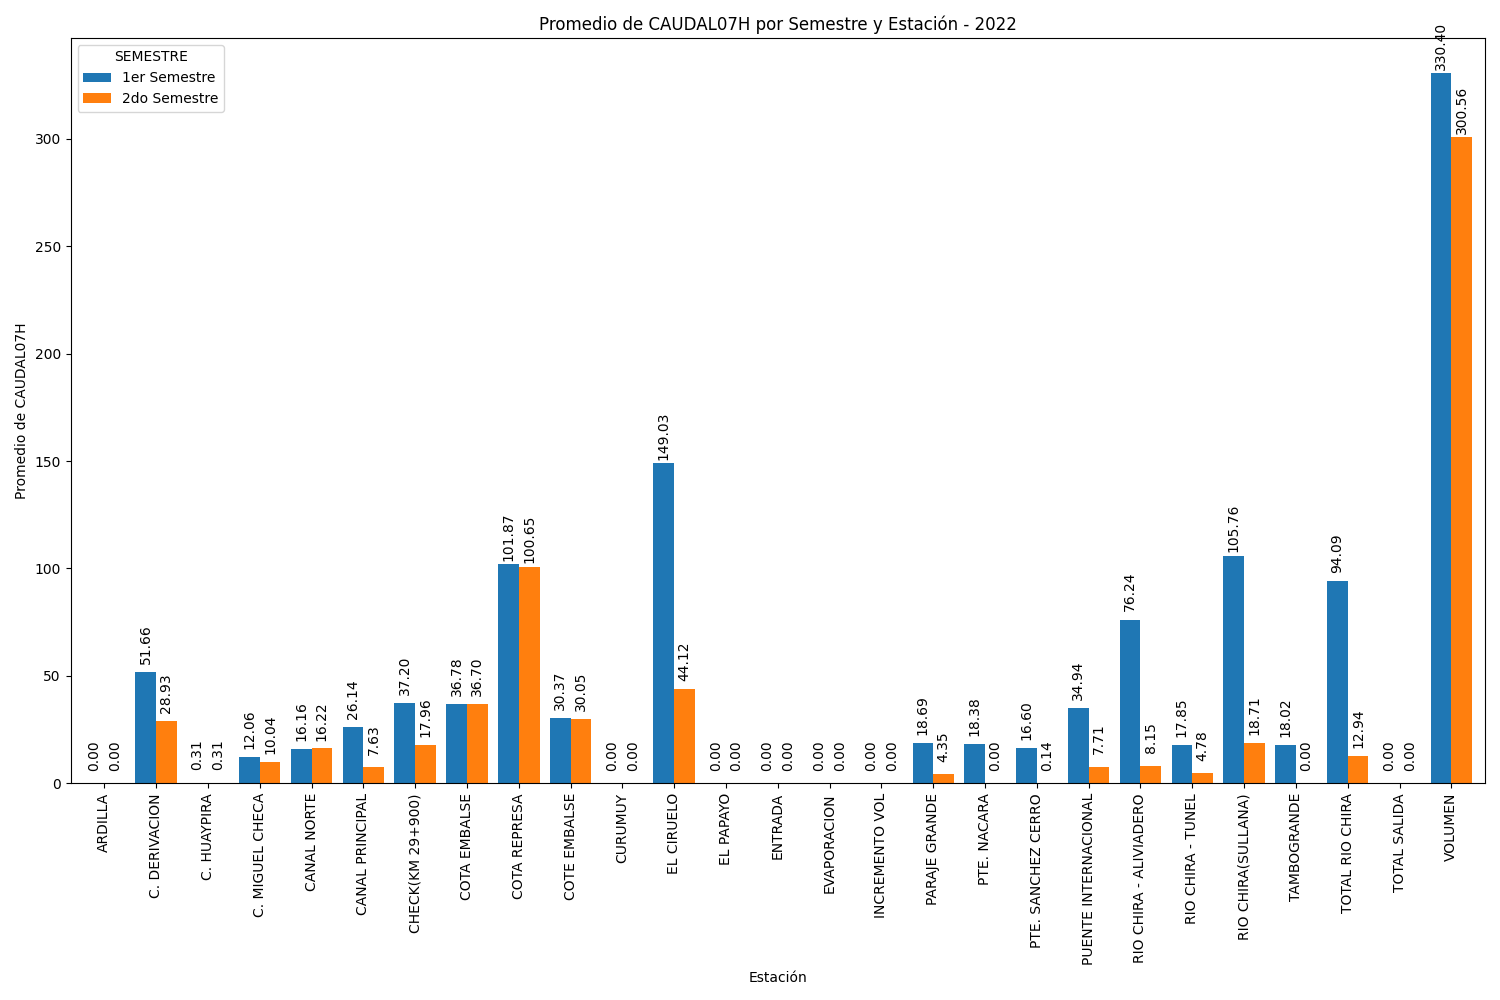 Promedio de CAUDAL07H por Semestre y Estación - 2022
SEMESTRE
1er Semestre
2do Semestre
Promedio de CAUDAL07H
300
250
200
150
100
50
0
0.00
0.00
51.66
28.93
0.31
0.31
12.06
10.04
16.16
16.22
26.14
7.63
37.20
17.96
36.78
36.70
101.87
100.65
30.37
30.05
0.00
0.00
149.03
44.12
0.00
0.00
0.00
0.00
0.00
0.00
0.00
0.00
18.69
4.35
18.38
0.00
16.60
0.14
34.94
7.71
76.24
8.15
17.85
4.78
105.76
18.71
18.02
0.00
94.09
12.94
0.00
0.00
330.40
300.56
ARDILLA
C. DERIVACION
C. HUAYPIRA
C. MIGUEL CHECA
CANAL NORTE
CANAL PRINCIPAL
CHECK(KM 29+900)
COTA EMBALSE
COTA REPRESA
COTE EMBALSE
CURUMUY
EL CIRUELO
EL PAPAYO
ENTRADA
EVAPORACION
INCREMENTO VOL
PARAJE GRANDE
PTE. NACARA
PTE. SANCHEZ CERRO
PUENTE INTERNACIONAL
RIO CHIRA - ALIVIADERO
RIO CHIRA - TUNEL
RIO CHIRA(SULLANA)
TAMBOGRANDE
TOTAL RIO CHIRA
TOTAL SALIDA
VOLUMEN
Estación